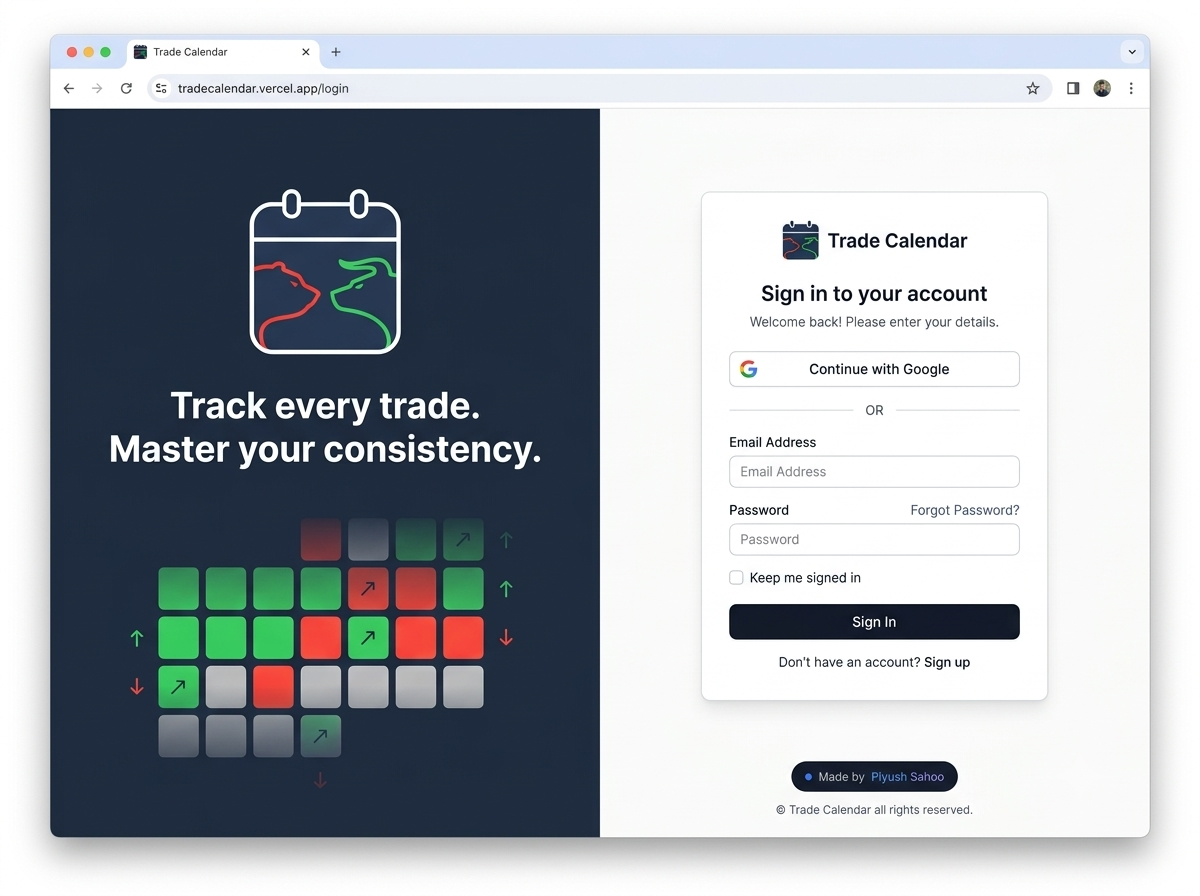 Trade Calendar
tradecalendar.vercel.app/login
Track every trade.
Master your consistency.
Trade Calendar
Sign in to your account
Welcome back! Please enter your details.
Continue with Google
OR
Email Address
Email Address
Password Forgot Password?
Password
Keep me signed in
Sign In
Don't have an account? Sign up
Made by Plyush Sahoo
© Trade Calendar all rights reserved.